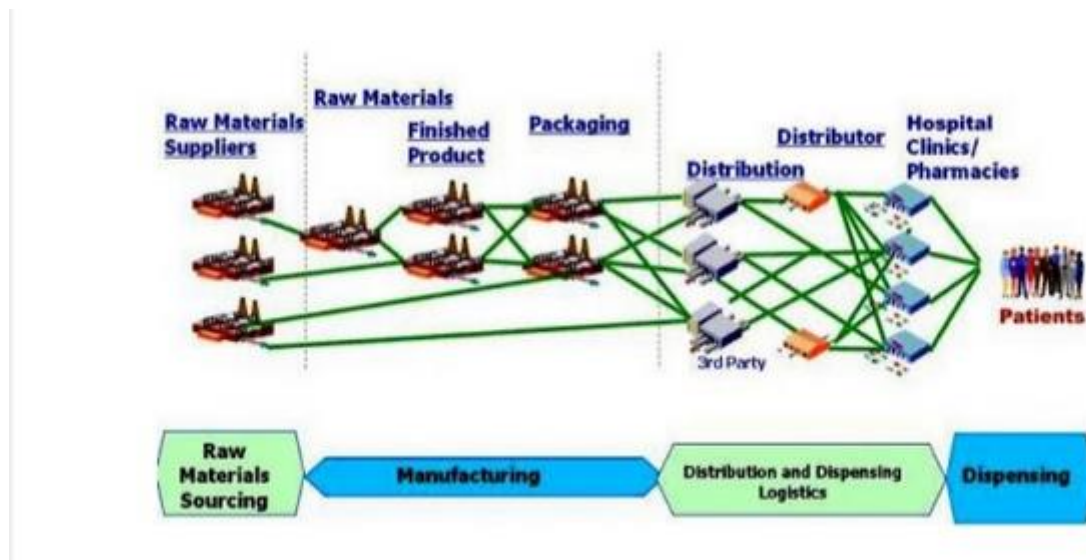 Raw Materials
Suppliers
Raw Materials
Finished
Product
Packaging
Distribution
Distributor
Hospital
Clinics/
Pharmacies
3rd Party
Patients
Raw
Materials
Sourcing
Manufacturing
Distribution and Dispensing
Logistics
Dispensing